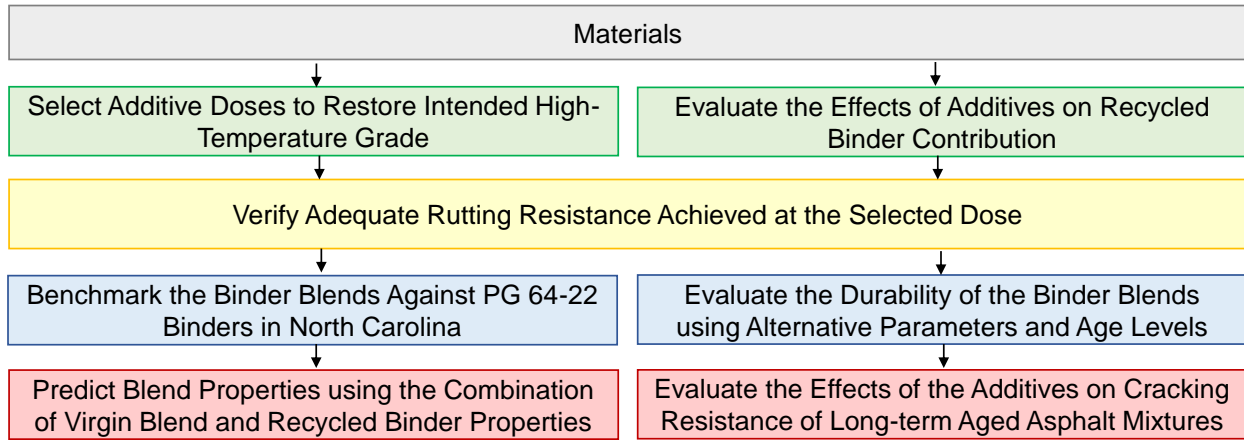 Materials
Select Additive Doses to Restore Intended High-
Temperature Grade
Evaluate the Effects of Additives on Recycled
Binder Contribution
Verify Adequate Rutting Resistance Achieved at the Selected Dose
Benchmark the Binder Blends Against PG 64-22
Binders in North Carolina
Evaluate the Durability of the Binder Blends
using Alternative Parameters and Age Levels
Predict Blend Properties using the Combination
of Virgin Blend and Recycled Binder Properties
Evaluate the Effects of the Additives on Cracking
Resistance of Long-term Aged Asphalt Mixtures